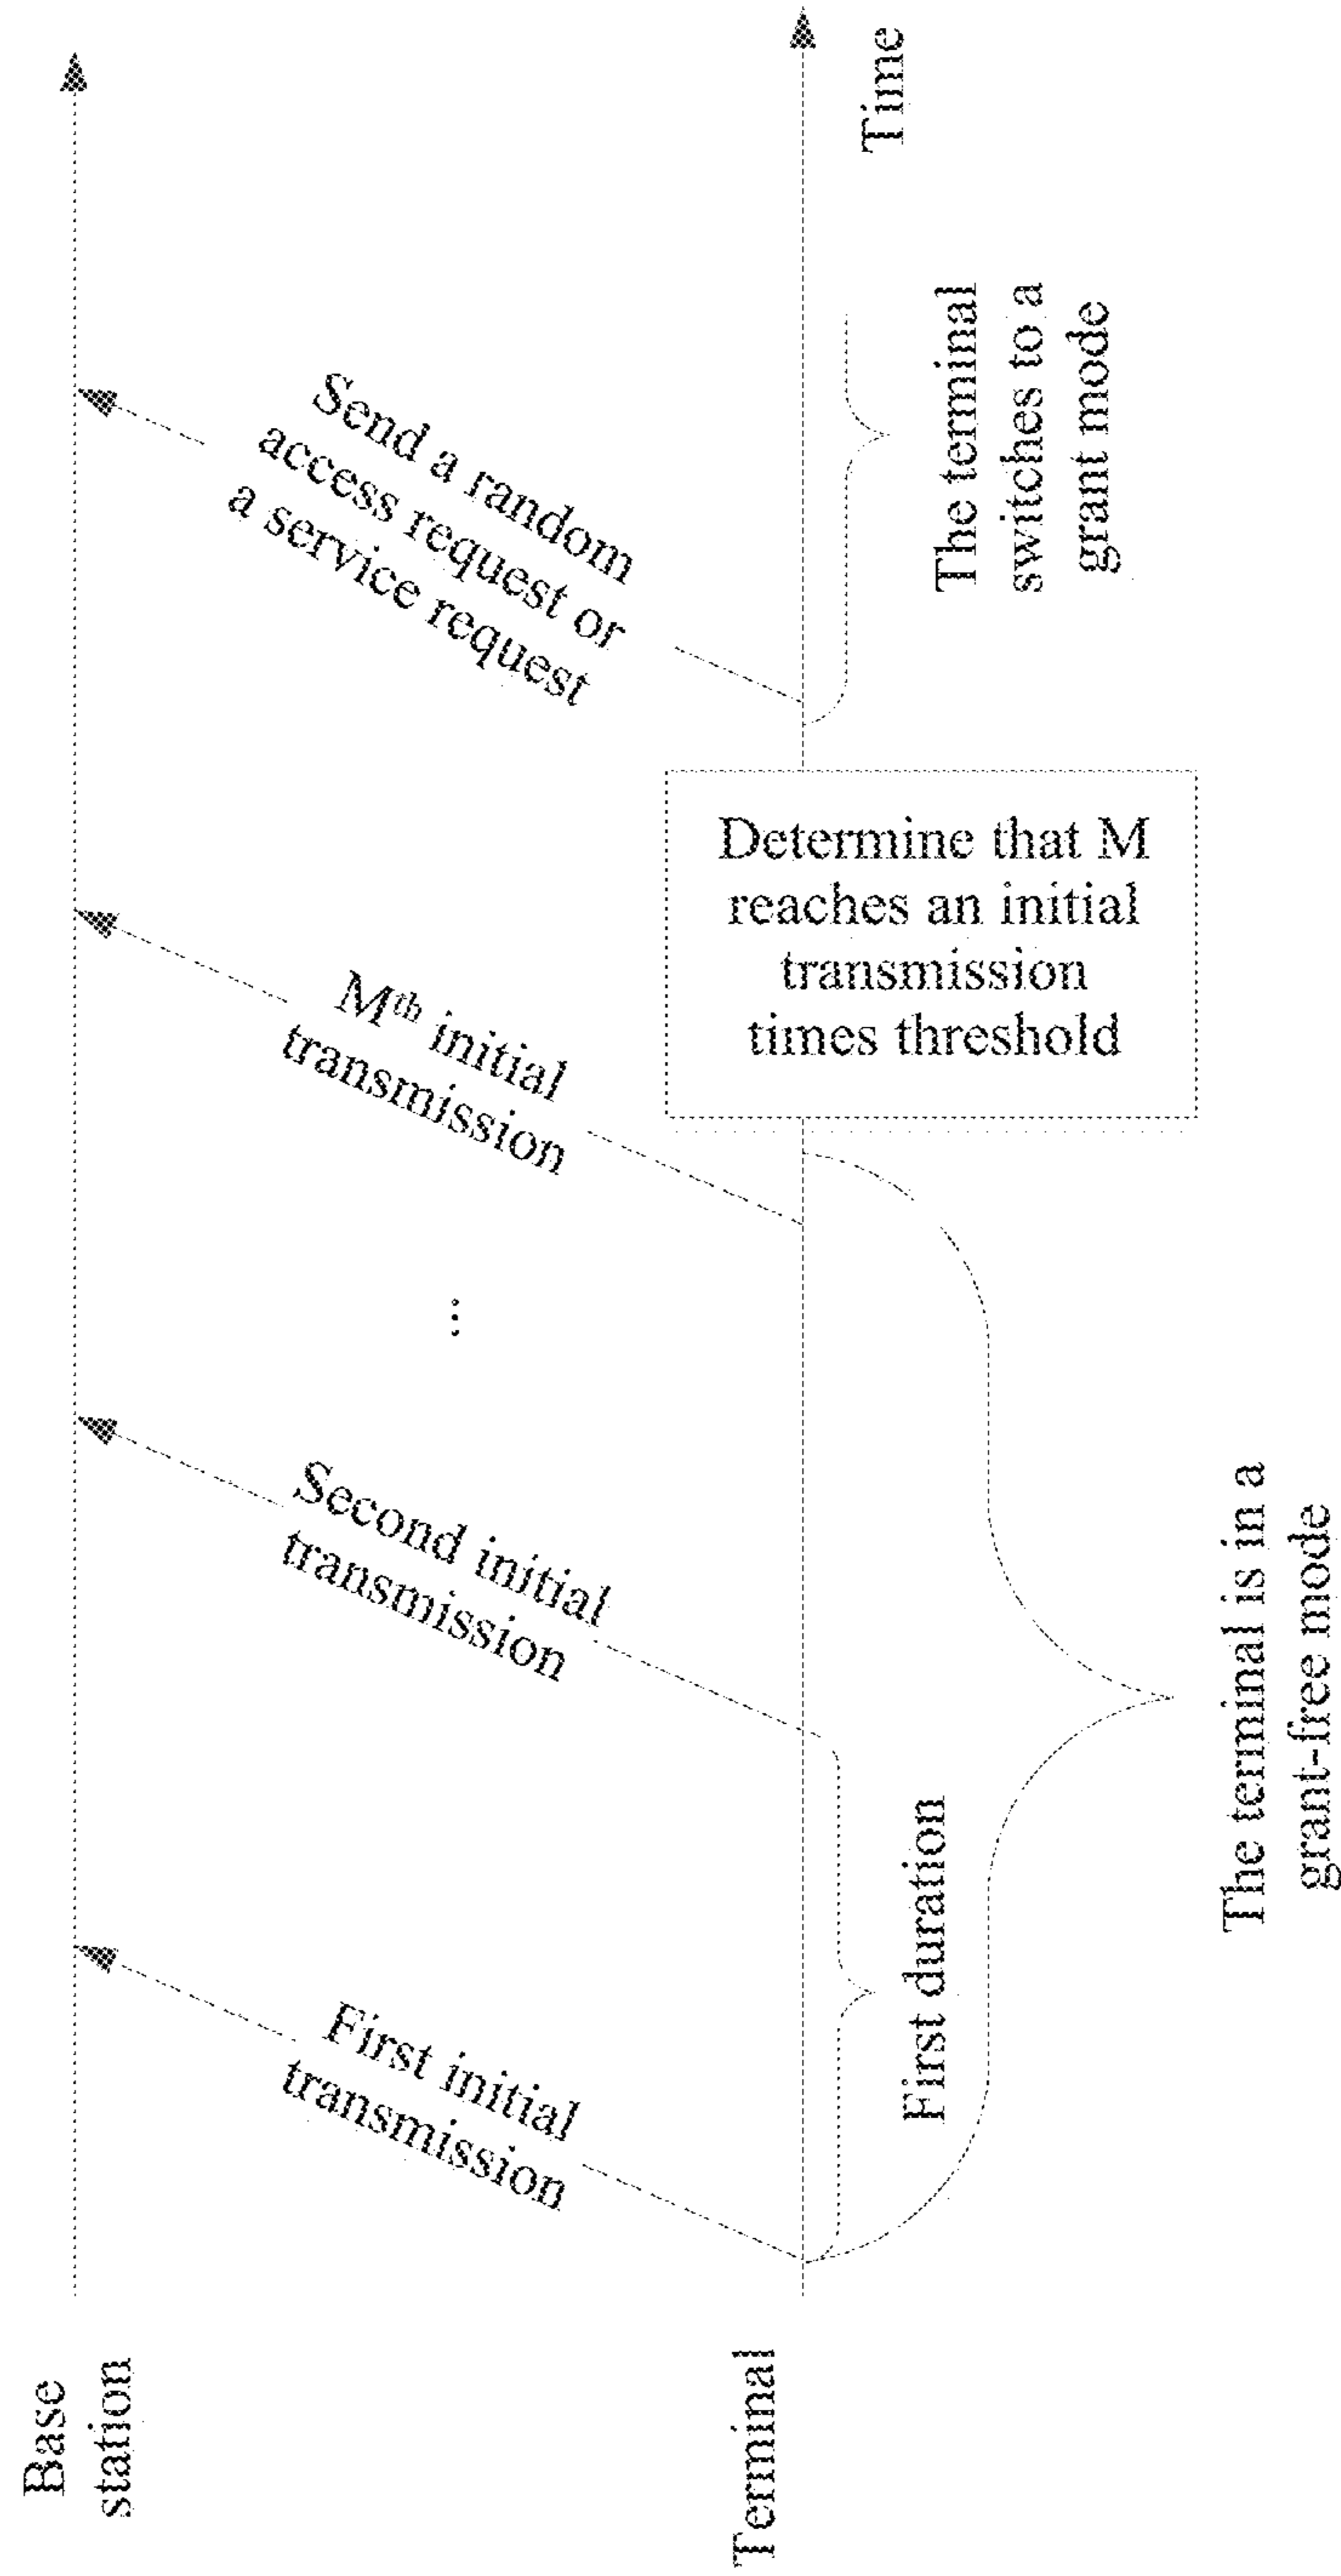 Base
station
First initial
transmission
Second initial
transmission
...
Mth initial
transmission
Send a random
access request or
a service request
Terminal
Determine that M
reaches an initial
transmission
times threshold
Time
First duration
The terminal
switches to a
grant mode
The terminal is in a
grant-free mode